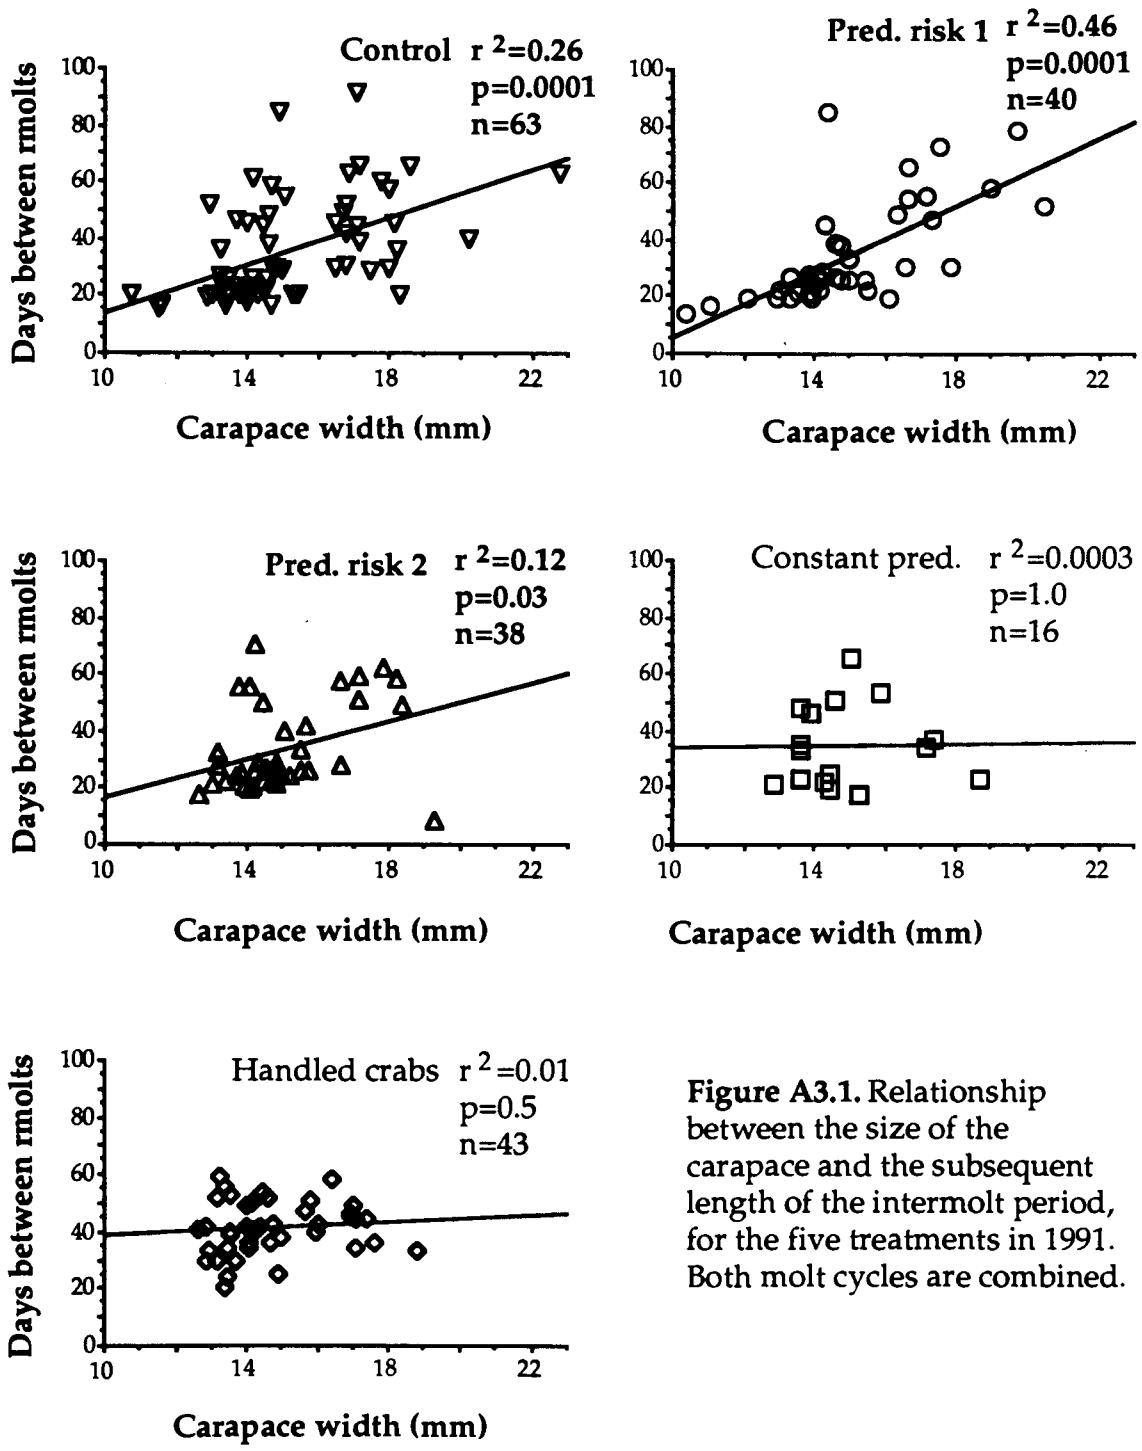 Control r 2=0.26
p=0.0001
n=63
Days between rmolts
100
80
60
40
20
0
10 14 18 22
Carapace width (mm)
Pred. risk 1 r 2=0.46
p=0.0001
n=40
100
80
60
40
20
0
10 14 18 22
Carapace width (mm)
Pred. risk 2 r 2=0.12
p=0.03
n=38
Days between rmolts
100
80
60
40
20
0
10 14 18 22
Carapace width (mm)
Constant pred. r 2=0.0003
p=1.0
n=16
100
80
60
40
20
0
10 14 18 22
Carapace width (mm)
Handled crabs r 2=0.01
p=0.5
n=43
Days between rmolts
100
80
60
40
20
0
10 14 18 22
Carapace width (mm)
Figure A3.1. Relationship
between the size of the
carapace and the subsequent
length of the intermolt period,
for the five treatments in 1991.
Both molt cycles are combined.